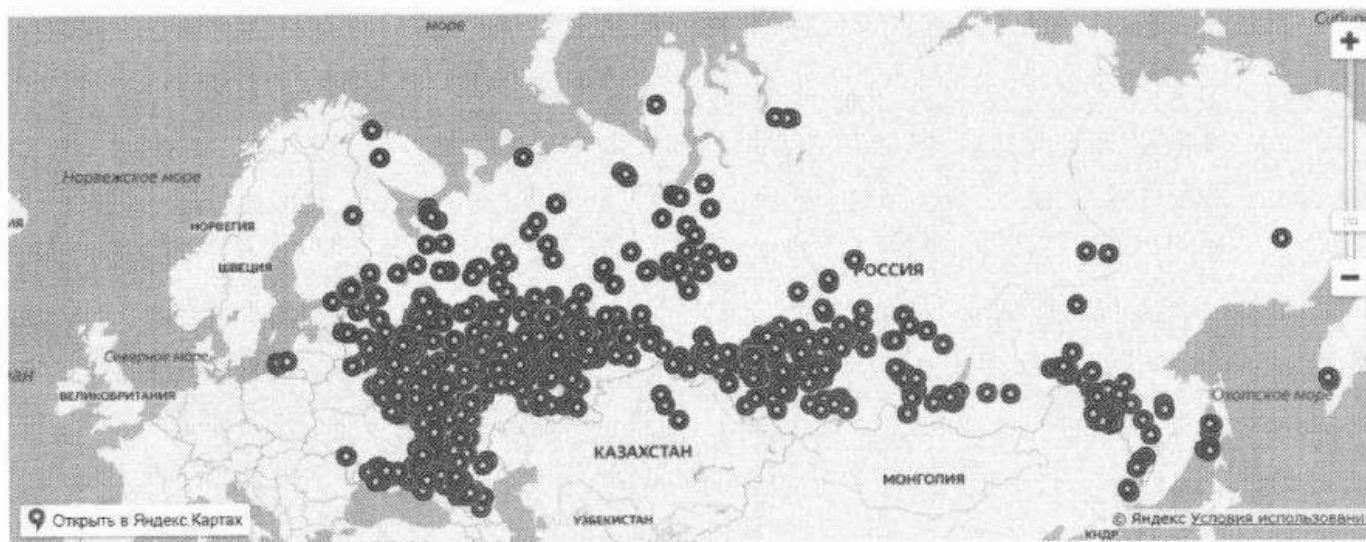 море
Норвежское море
НОРВЕГИЯ
ШВЕЦИЯ
РОССИЯ
Северное море
ВЕЛИКОБРИТАНИЯ
Охотское море
КАЗАХСТАН
МОНГОЛИЯ
УЗБЕКИСТАН
КНДР
Открыть в Яндекс.Картах
© Яндекс Условия использовани